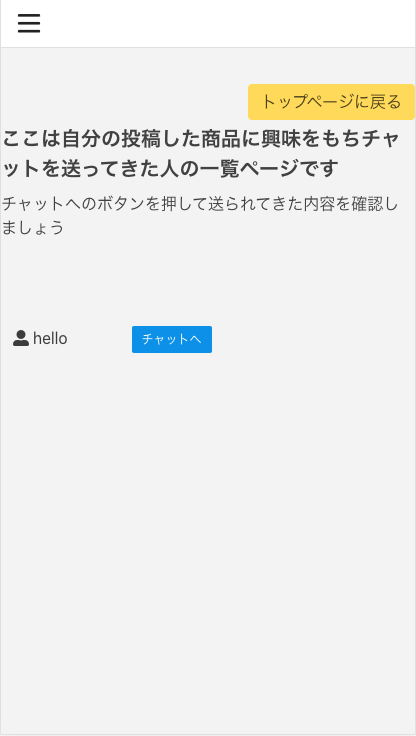 トップページに戻る
ここは自分の投稿した商品に興味をもちチャ
ットを送ってきた人の一覧ページです
チャットへのボタンを押して送られてきた内容を確認し
ましょう
hello
チャットへ